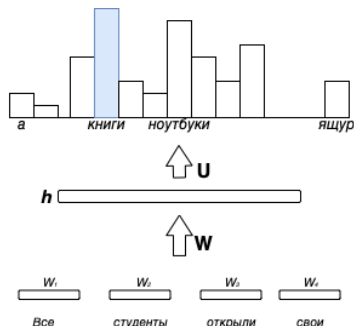 а книги ноутбуки ящур
U
h
W
W₁ W₂ W₃ W₄
Все студенты открыли свои